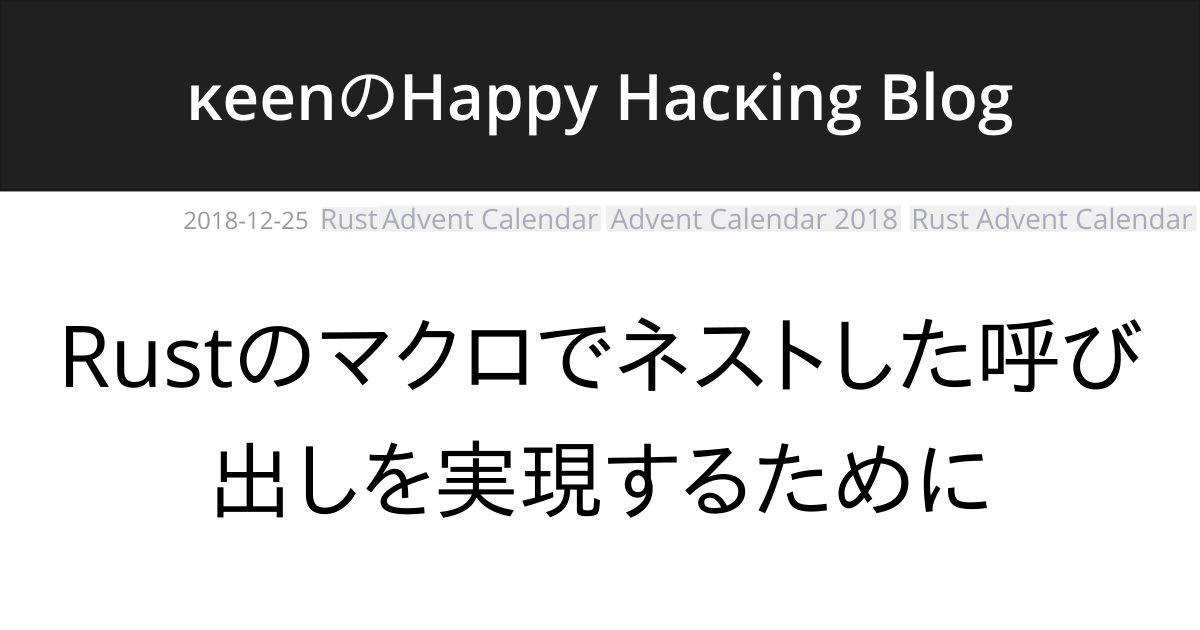 κeenのHappy Hacκing Blog
2018-12-25 Rust Advent Calendar Advent Calendar 2018 Rust Advent Calendar
Rustのマクロでネストした呼び
出しを実現するために